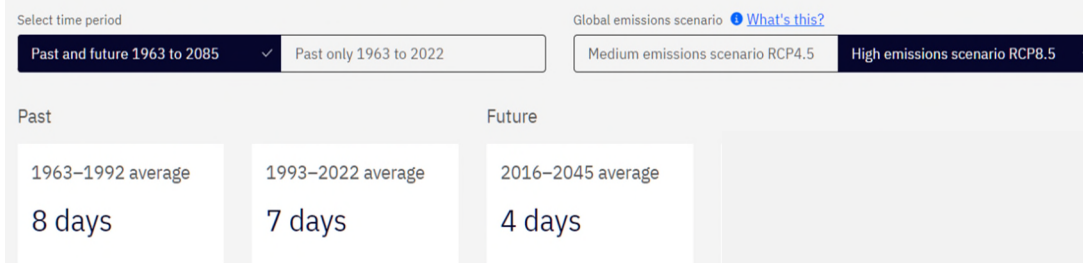 Select time period
Global emissions scenario What's this?
Past and future 1963 to 2085
Past only 1963 to 2022
Medium emissions scenario RCP4.5
High emissions scenario RCP8.5
Past
Future
1963–1992 average
8 days
1993–2022 average
7 days
2016–2045 average
4 days